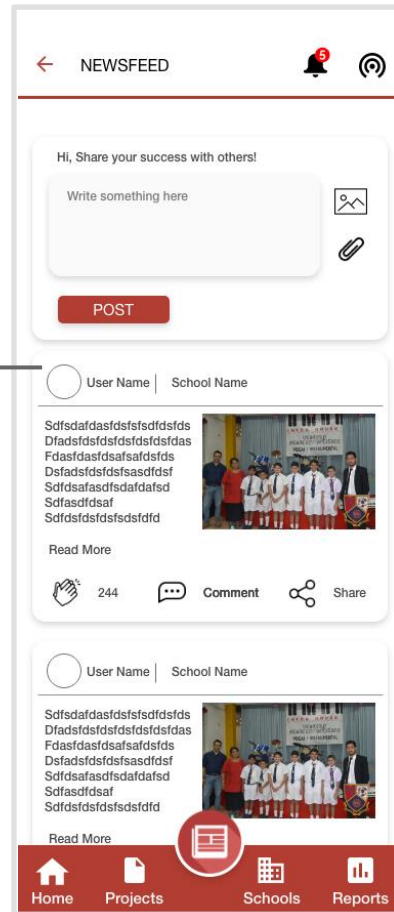 NEWSFEED
5
Hi, Share your success with others!
Write something here
POST
User Name | School Name
Sdfsdafdasfdsfsfsdfdsfds
Dfadsfdsfdsfdsfdsfdsfdas
Fdasfdasfdsafsafdsfds
Dsfadsfdsfdsfsasdfdsf
Sdfdsafasdfsdafdafsd
Sdfasdfdsaf
Sdfdsfdsfdsfsdsfdfd
Read More
244 Comment Share
User Name | School Name
Sdfsdafdasfdsfsfsdfdsfds
Dfadsfdsfdsfdsfdsfdsfdas
Fdasfdasfdsafsafdsfds
Dsfadsfdsfdsfsasdfdsf
Sdfdsafasdfsdafdafsd
Sdfasdfdsaf
Sdfdsfdsfdsfsdsfdfd
Read More
Home Projects Schools Reports